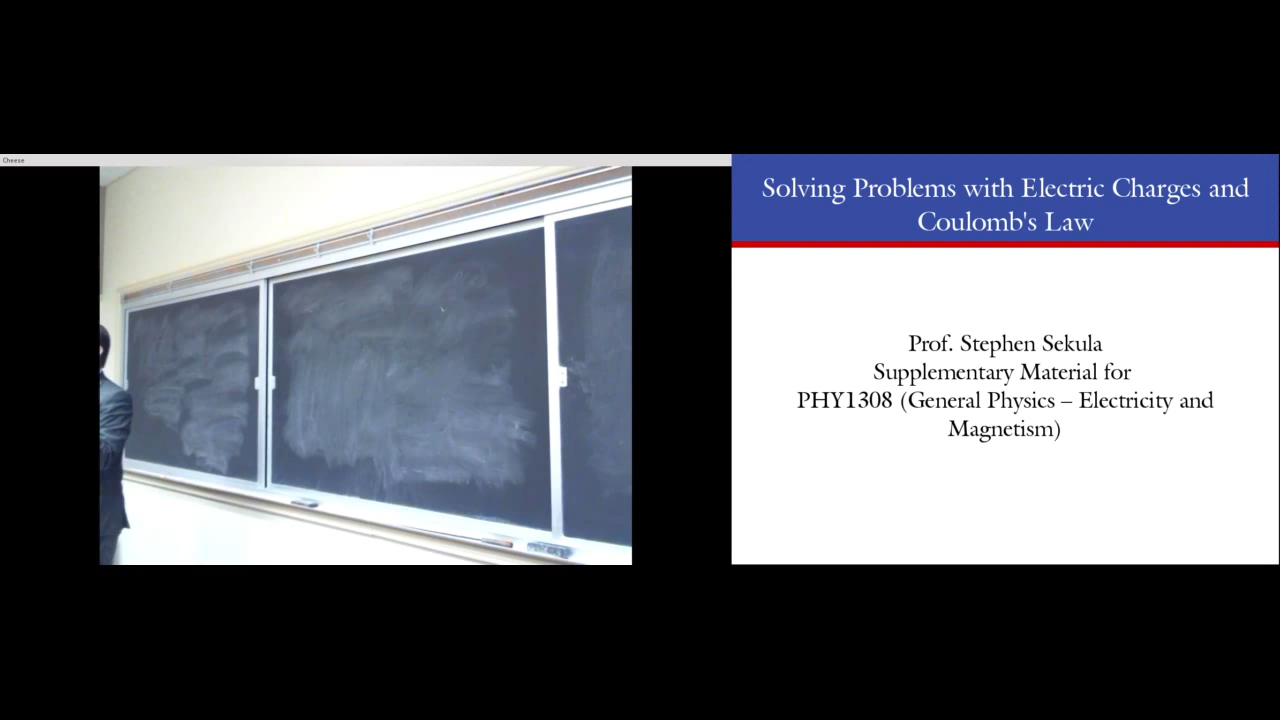 Cheese
Solving Problems with Electric Charges and
Coulomb's Law
Prof. Stephen Sekula
Supplementary Material for
PHY1308 (General Physics – Electricity and
Magnetism)